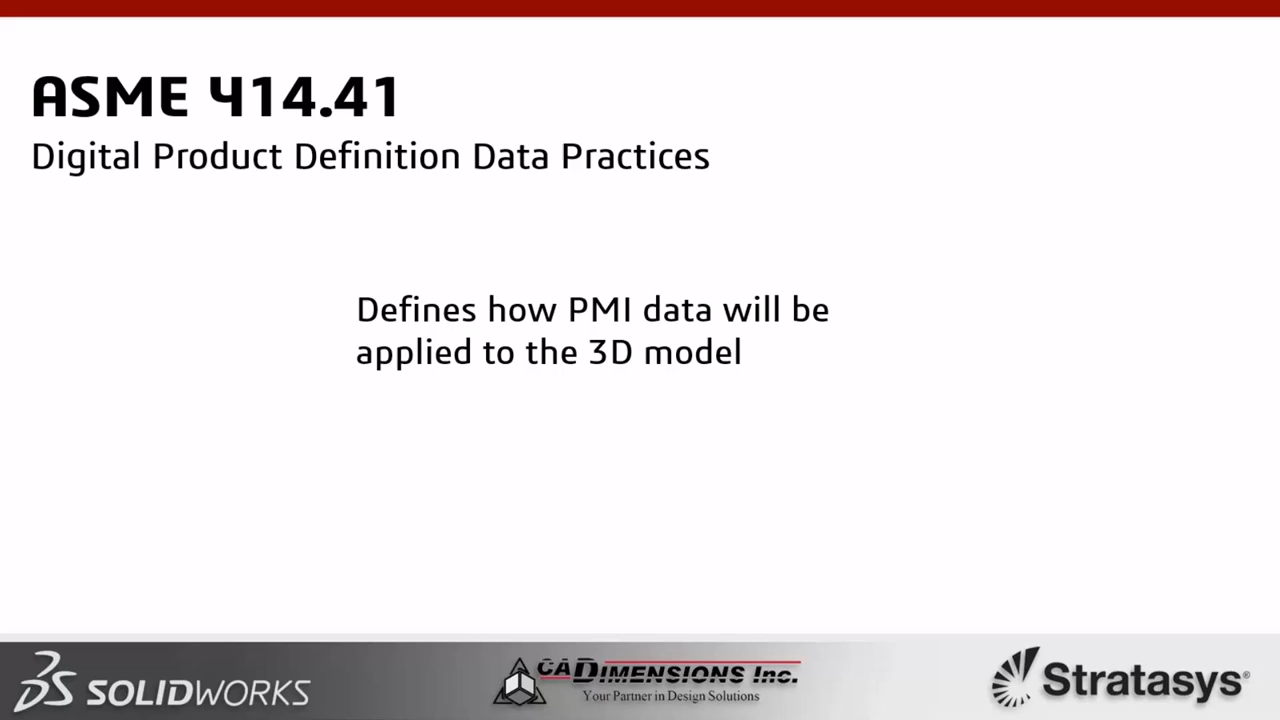 ASME Y14.41
Digital Product Definition Data Practices
Defines how PMI data will be
applied to the 3D model
SOLIDWORKS
CADIMENSIONS Inc.
Your Partner in Design Solutions
Stratasys®